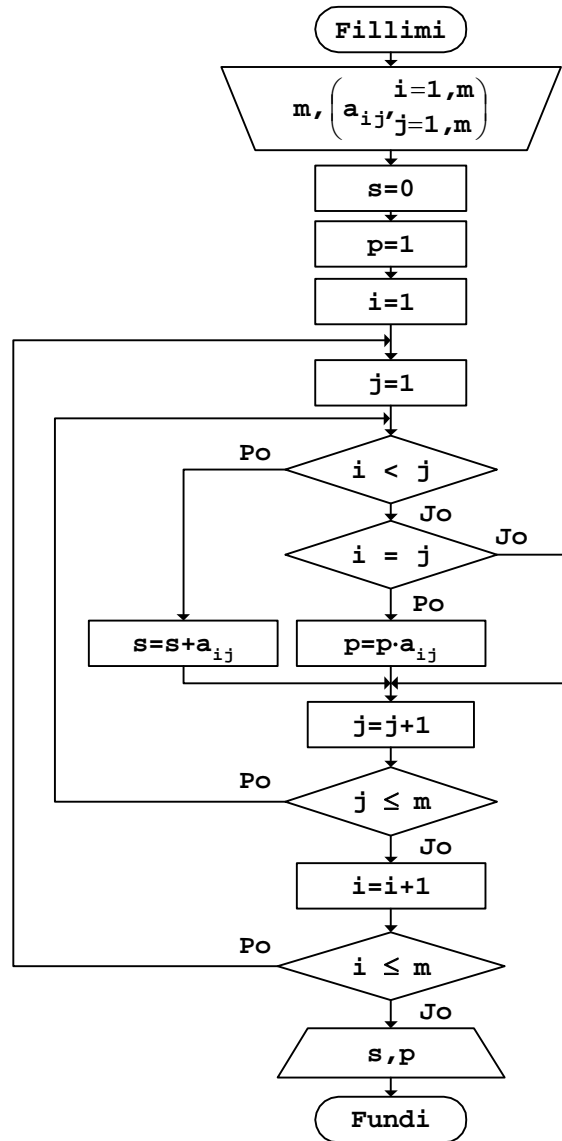 Fillimi
m, (a_ij, i=1,m
j=1,m)
s=0
p=1
i=1
j=1
Po
i < j
Jo
Jo
i = j
Po
s=s+a_ij
p=p·a_ij
j=j+1
Po
j ≤ m
Jo
i=i+1
Po
i ≤ m
Jo
s,p
Fundi